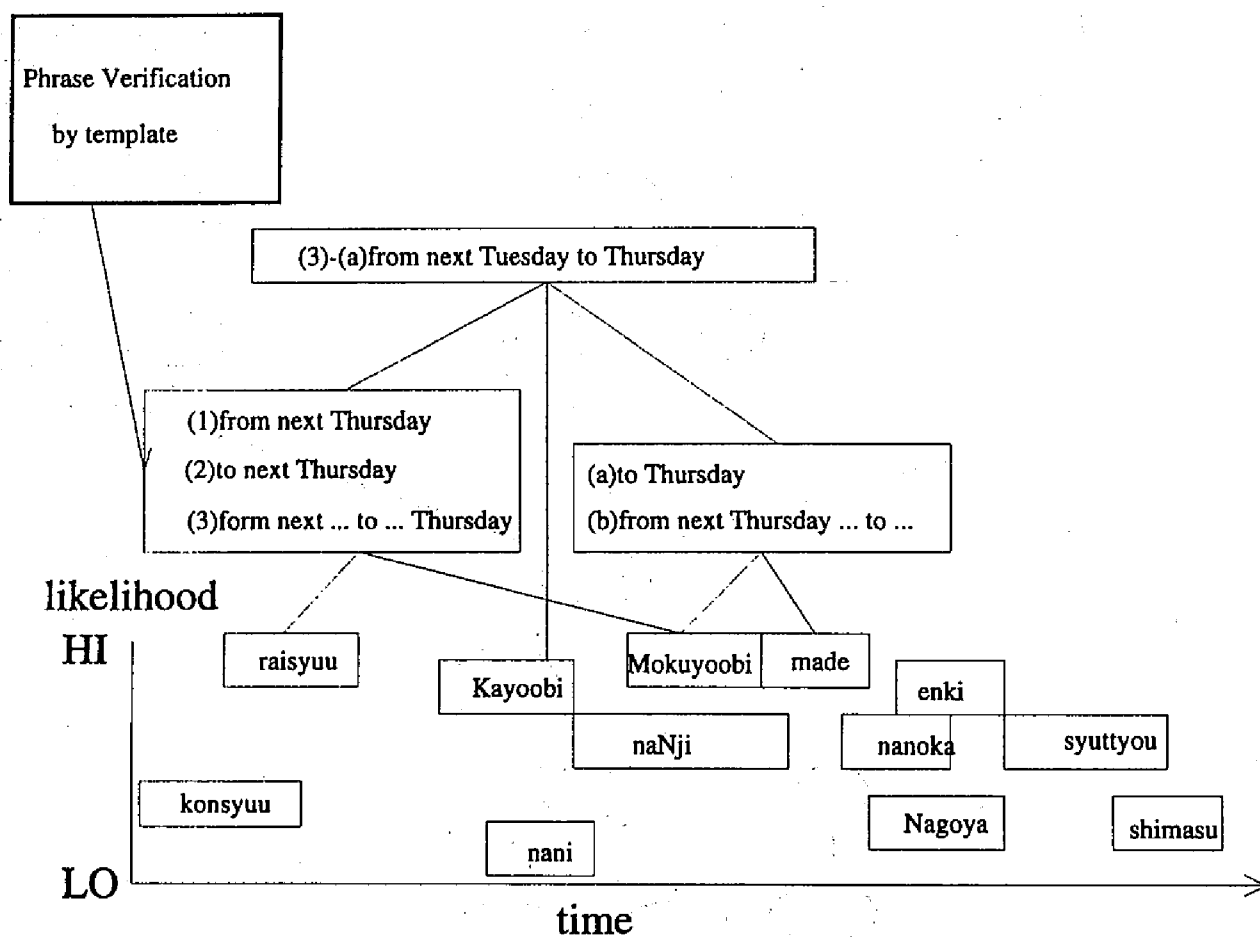 Phrase Verification
by template
(3)-(a)from next Tuesday to Thursday
(1)from next Thursday
(2)to next Thursday
(3)form next ... to ... Thursday
(a)to Thursday
(b)from next Thursday ... to ...
likelihood
HI
raisyuu
Kayoobi
Mokuyoobi
made
enki
naNji
nanoka
syuttyou
konsyuu
nani
Nagoya
shimasu
LO
time